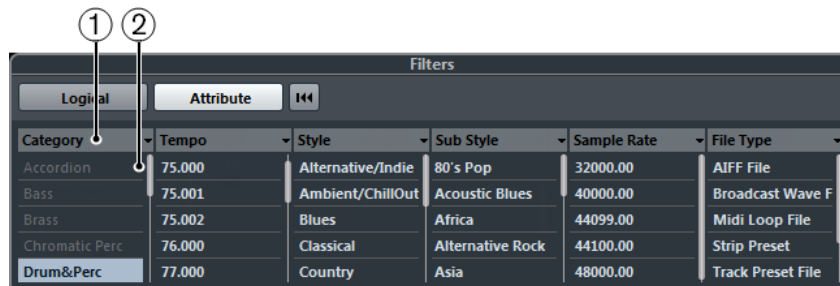 1 2
Filters
Logical Attribute
Category Tempo Style Sub Style Sample Rate File Type
Accordion 75.000 Alternative/Indie 80's Pop 32000.00 AIFF File
Bass 75.001 Ambient/ChillOut Acoustic Blues 40000.00 Broadcast Wave F
Brass 75.002 Blues Africa 44099.00 Midi Loop File
Chromatic Perc 76.000 Classical Alternative Rock 44100.00 Strip Preset
Drum&Perc 77.000 Country Asia 48000.00 Track Preset File